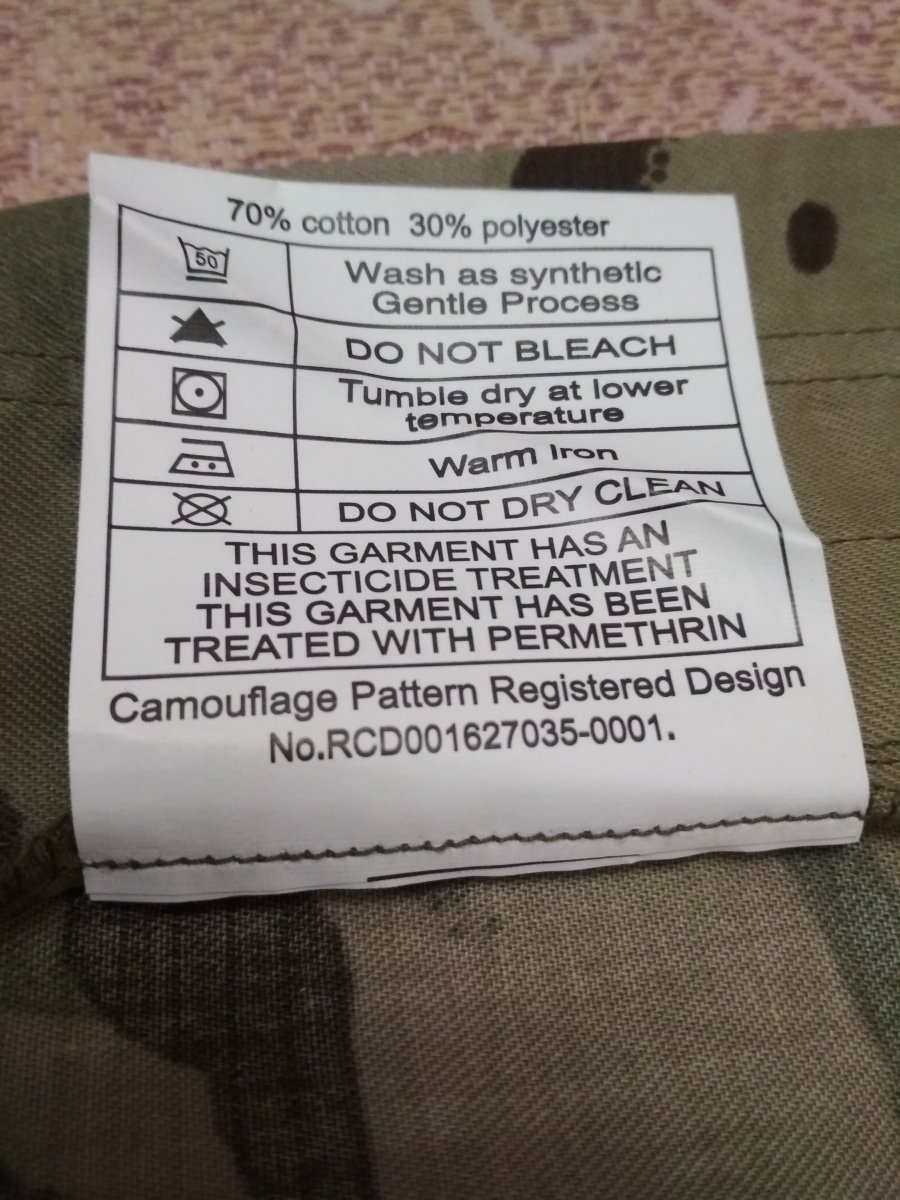 70% cotton 30% polyester
50
Wash as synthetic
Gentle Process
DO NOT BLEACH
Tumble dry at lower
temperature
Warm Iron
DO NOT DRY CLEAN
THIS GARMENT HAS AN
INSECTICIDE TREATMENT
THIS GARMENT HAS BEEN
TREATED WITH PERMETHRIN
Camouflage Pattern Registered Design
No.RCD001627035-0001.